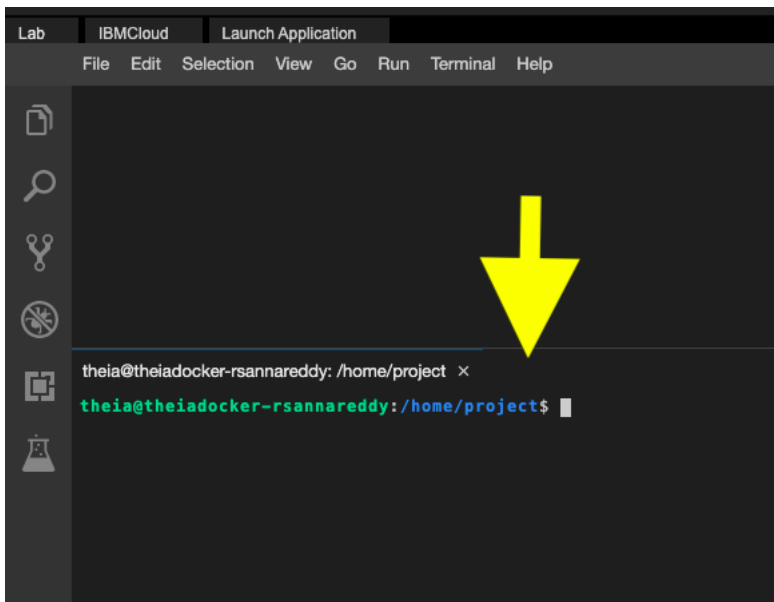 Lab IBMCloud Launch Application
File Edit Selection View Go Run Terminal Help
theia@theiadocker-rsannareddy: /home/project ×
theia@theiadocker-rsannareddy:/home/project$